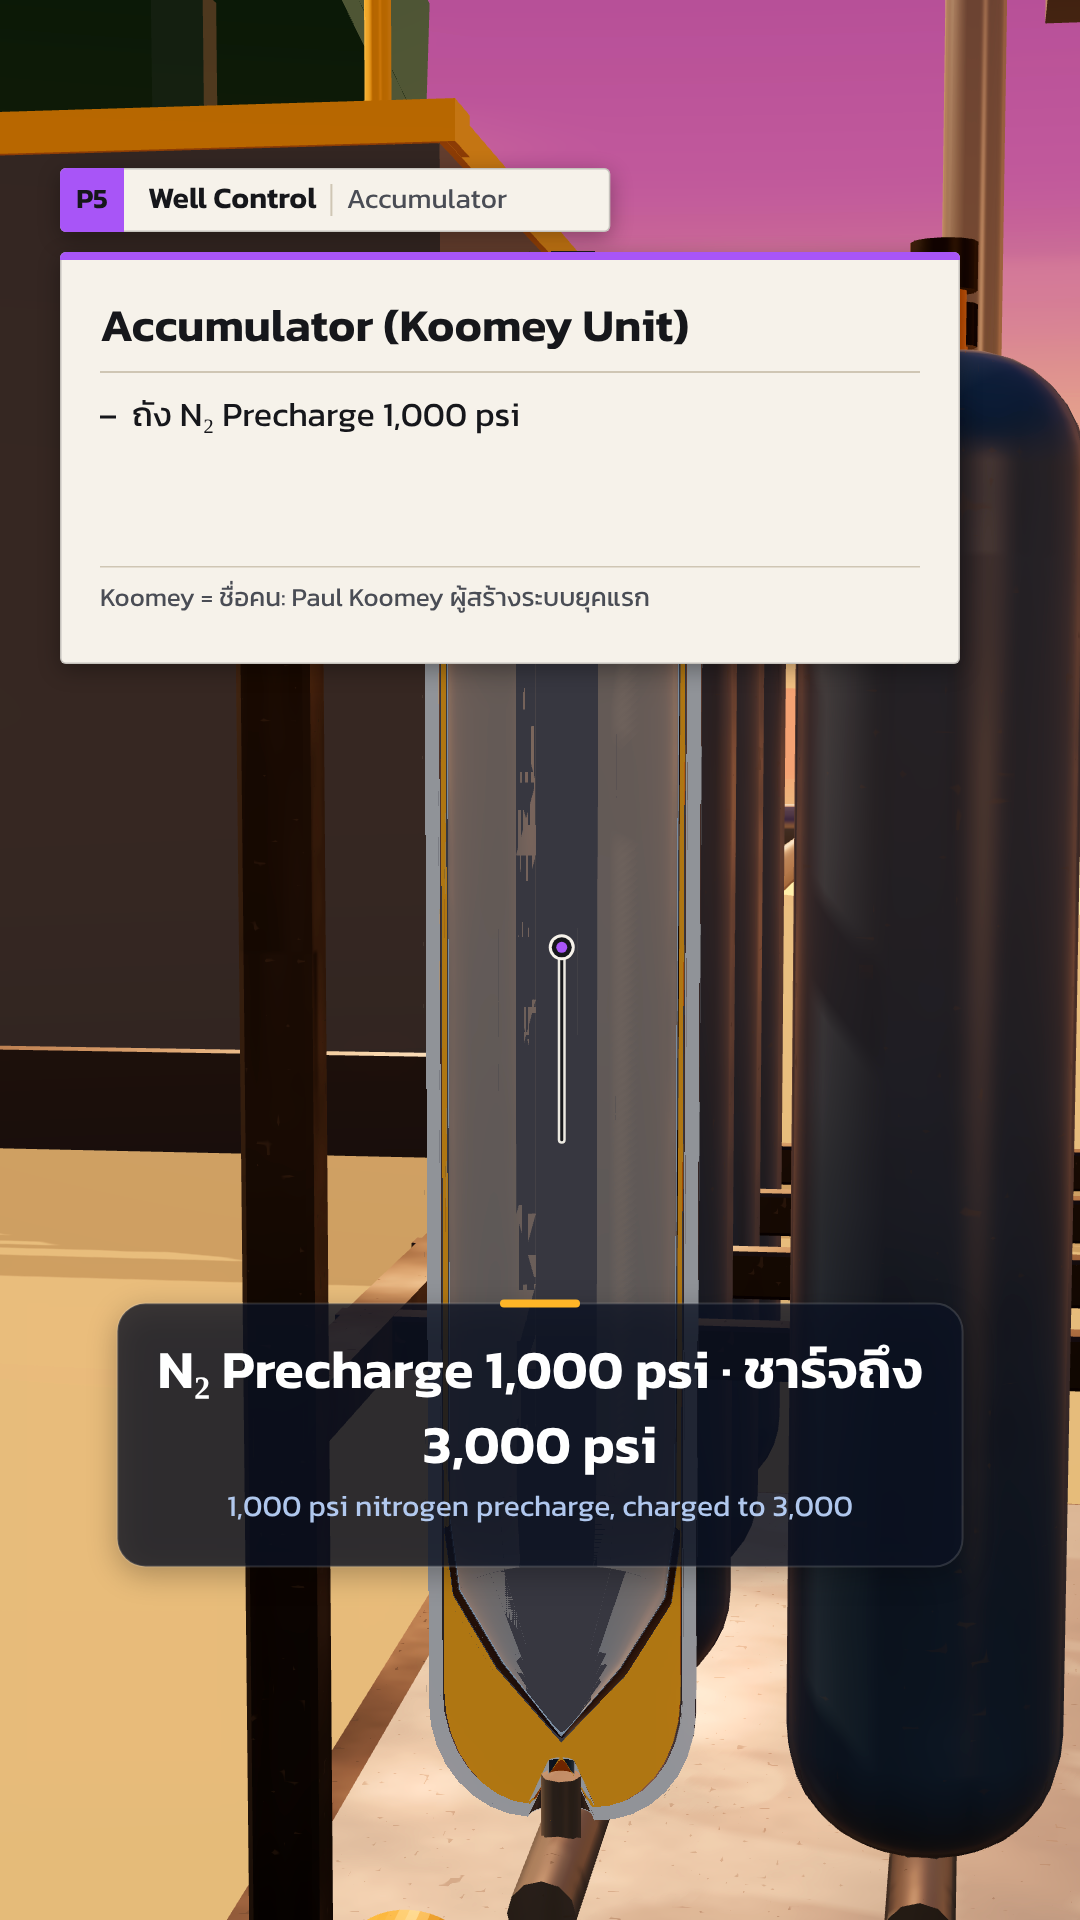 P5 Well Control | Accumulator
Accumulator (Koomey Unit)
– ถัง N₂ Precharge 1,000 psi
Koomey = ชื่อคน: Paul Koomey ผู้สร้างระบบยุคแรก
N₂ Precharge 1,000 psi · ชาร์จถึง
3,000 psi
1,000 psi nitrogen precharge, charged to 3,000